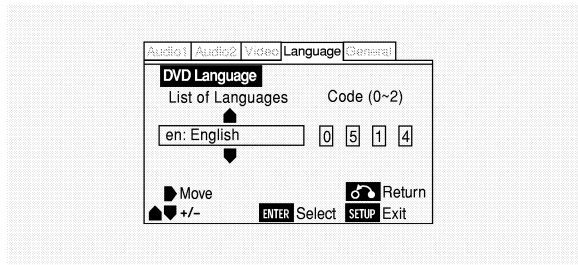 Audio1 Audio2 Video Language General
DVD Language
List of Languages Code (0~2)
en: English 0 5 1 4
Move Return
+/– ENTER Select SETUP Exit